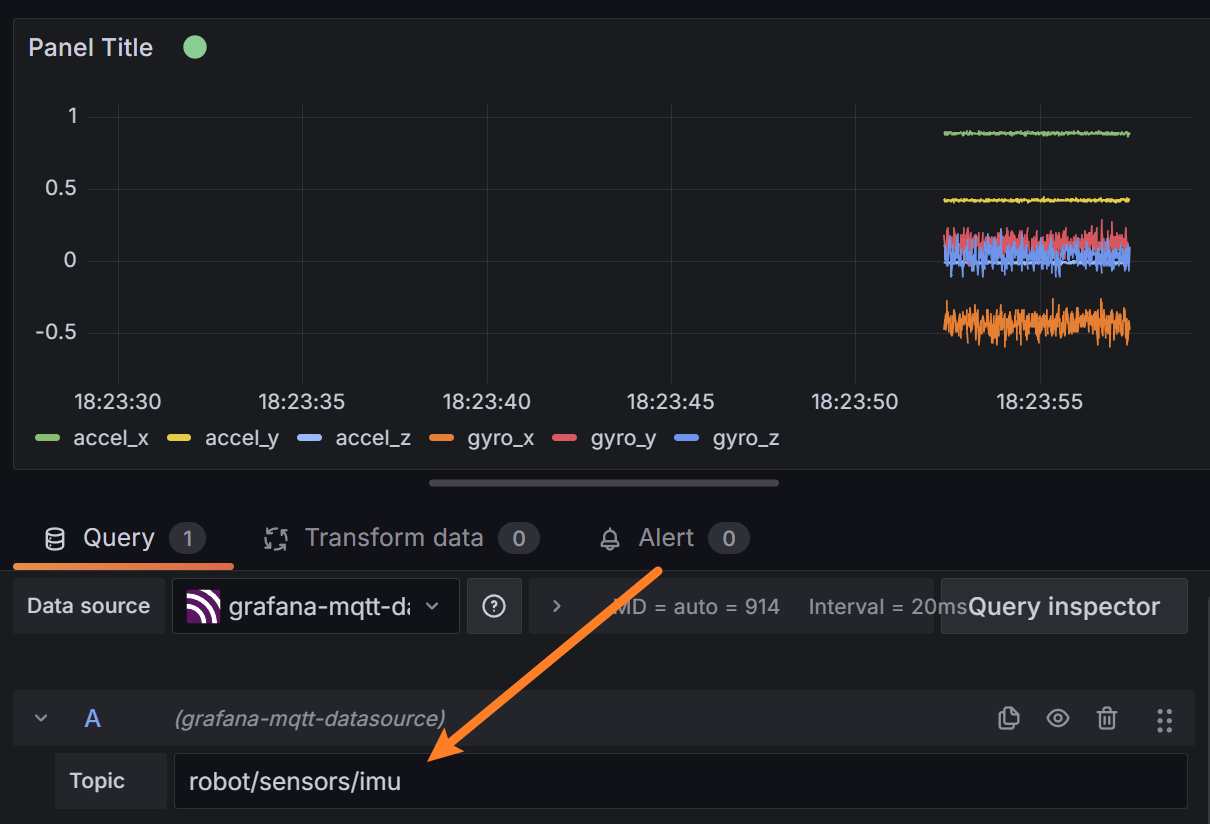 Panel Title
1
0.5
0
-0.5
18:23:30 18:23:35 18:23:40 18:23:45 18:23:50 18:23:55
accel_x accel_y accel_z gyro_x gyro_y gyro_z
Query 1 Transform data 0 Alert 0
Data source grafana-mqtt-da MD = auto = 914 Interval = 20ms Query inspector
A (grafana-mqtt-datasource)
Topic robot/sensors/imu